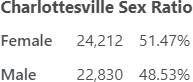 Charlottesville Sex Ratio
Female 24,212 51.47%
Male 22,830 48.53%